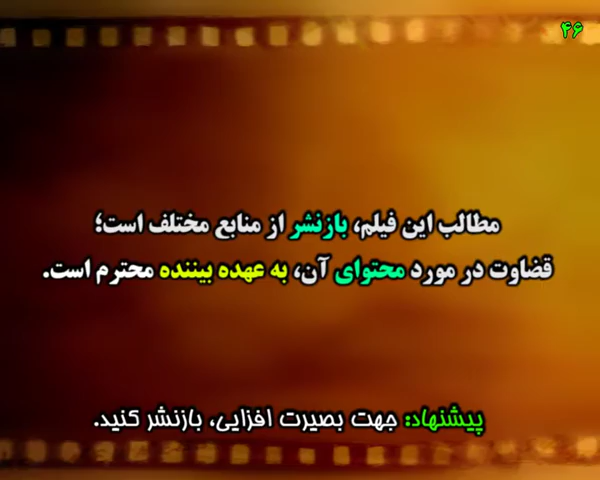 ۴۶
مطالب این فیلم، بازنشر از منابع مختلف است؛
قضاوت در مورد محتوای آن، به عهده بیننده محترم است.
پیشنهاد: جهت بصیرت افزایی، بازنشر کنید.